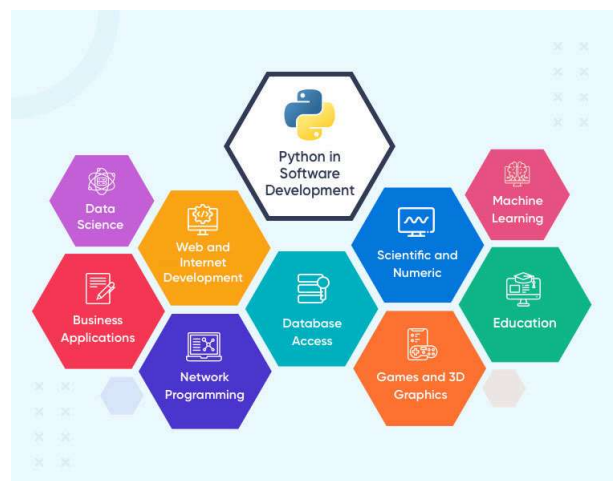 Python in
Software
Development
Data
Science
Web and
Internet
Development
Scientific and
Numeric
Machine
Learning
Business
Applications
Network
Programming
Database
Access
Games and 3D
Graphics
Education